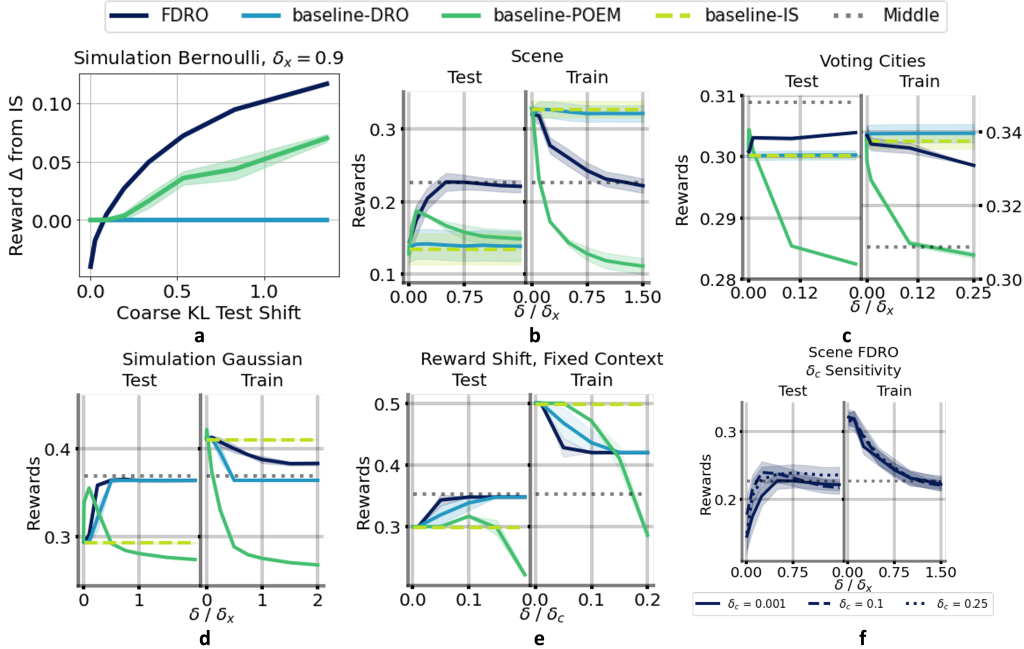 FDRO baseline-DRO baseline-POEM baseline-IS Middle
Simulation Bernoulli, δx = 0.9
Reward Δ from IS
0.10
0.05
0.00
0.0 0.5 1.0
Coarse KL Test Shift
a
Scene
Test Train
Rewards
0.3
0.2
0.1
0.00 0.75 0.00 0.75 1.50
δ / δx
b
Voting Cities
Test Train
Rewards
0.31
0.30
0.29
0.28
0.34
0.32
0.30
0.00 0.12 0.00 0.12 0.25
δ / δx
c
Simulation Gaussian
Test Train
Rewards
0.4
0.3
0 1 0 1 2
δ / δx
d
Reward Shift, Fixed Context
Test Train
Rewards
0.5
0.4
0.3
0.0 0.1 0.0 0.1 0.2
δ / δc
e
Scene FDRO
δc Sensitivity
Test Train
Rewards
0.3
0.2
0.00 0.75 0.00 0.75 1.50
δ / δx
δc = 0.001 δc = 0.1 δc = 0.25
f